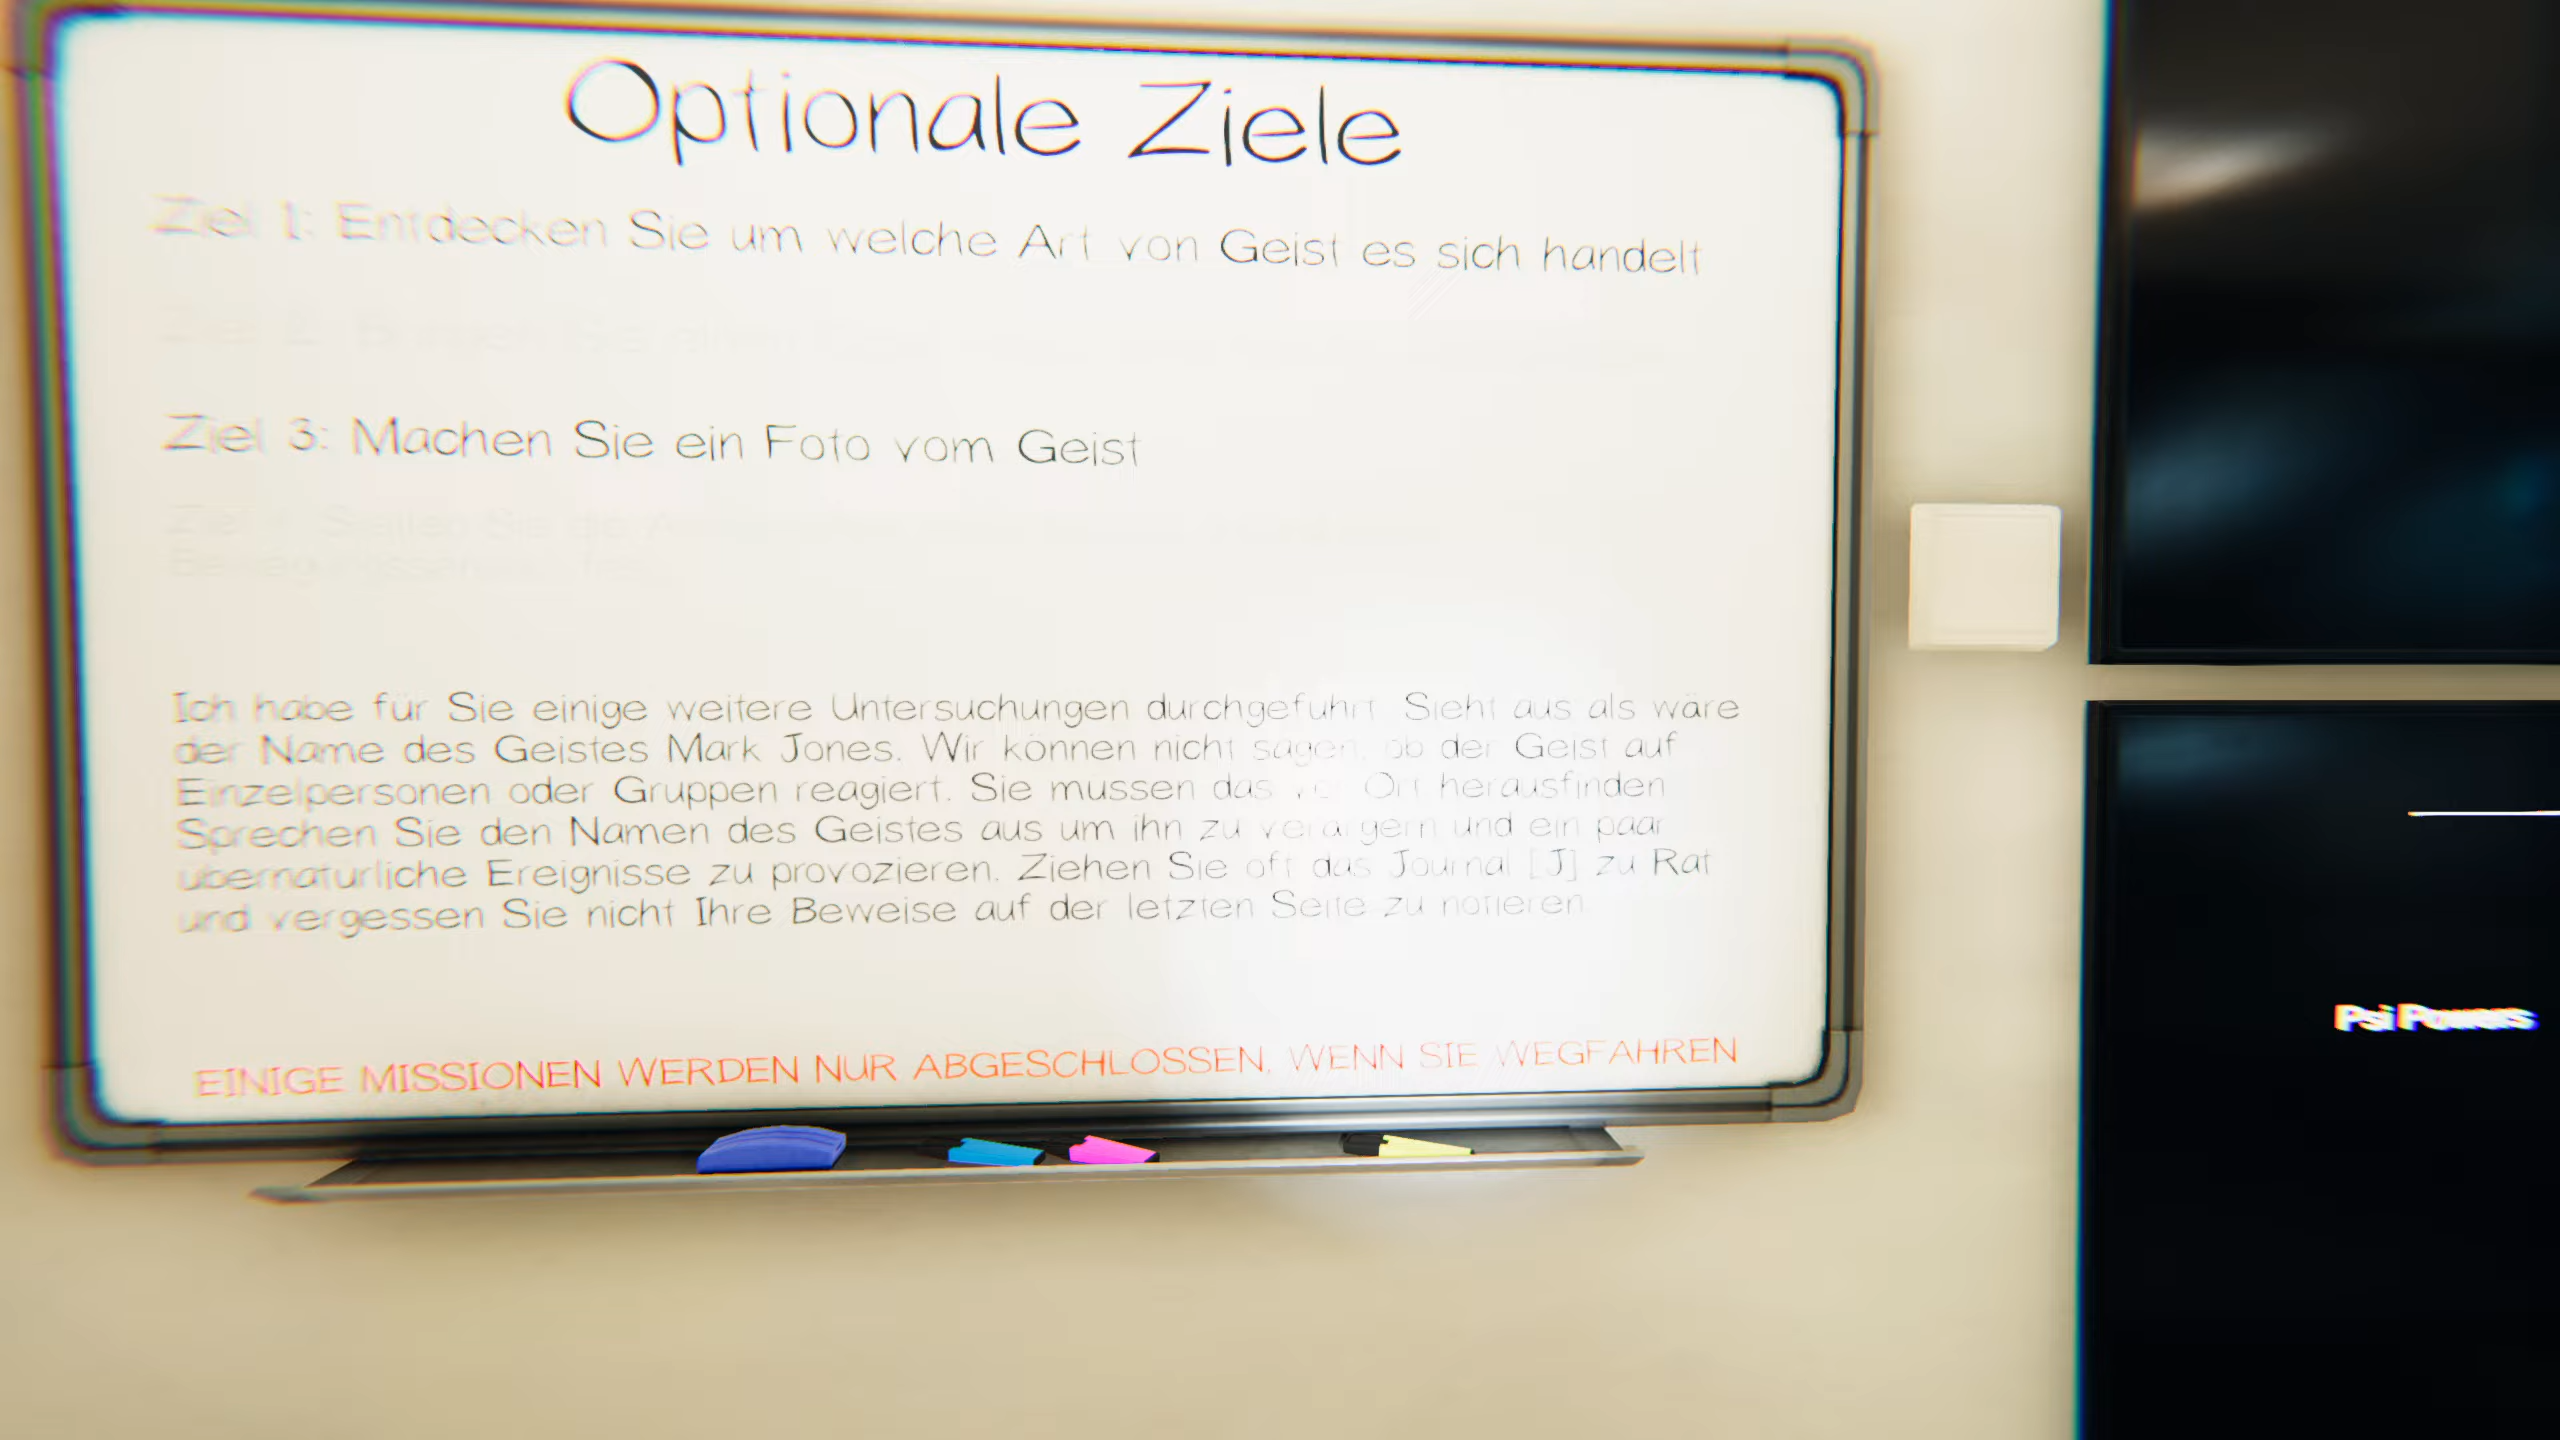 Optionale Ziele
Ziel 1: Entdecken Sie um welche Art von Geist es sich handelt
Ziel 3: Machen Sie ein Foto vom Geist
Ich habe für Sie einige weitere Untersuchungen durchgeführt. Sieht aus als wäre
der Name des Geistes Mark Jones. Wir können nicht sagen, ob der Geist auf
Einzelpersonen oder Gruppen reagiert. Sie müssen das vor Ort herausfinden
Sprechen Sie den Namen des Geistes aus um ihn zu verärgern und ein paar
übernatürliche Ereignisse zu provozieren. Ziehen Sie oft das Journal [J] zu Rat
und vergessen Sie nicht Ihre Beweise auf der letzten Seite zu notieren.
EINIGE MISSIONEN WERDEN NUR ABGESCHLOSSEN, WENN SIE WEGFAHREN
Psi Powers